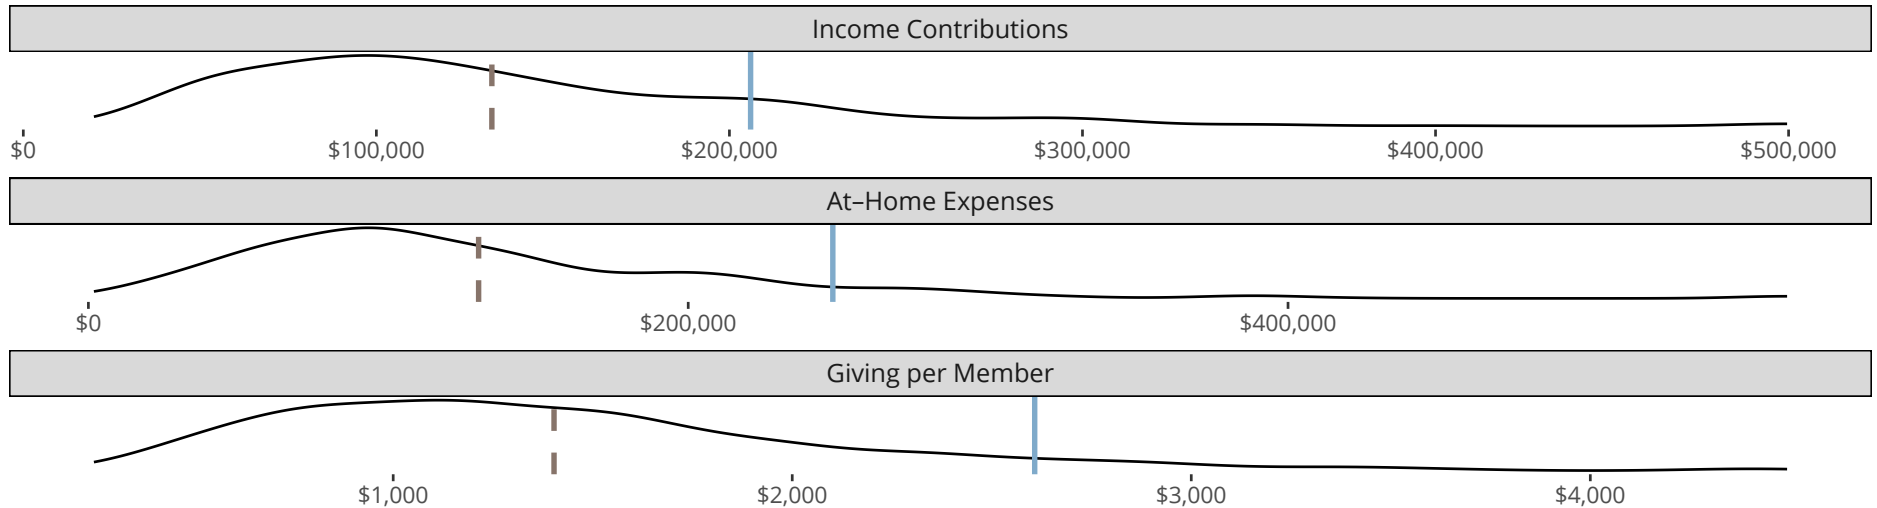 Income Contributions
$0 $100,000 $200,000 $300,000 $400,000 $500,000
At–Home Expenses
$0 $200,000 $400,000
Giving per Member
$1,000 $2,000 $3,000 $4,000